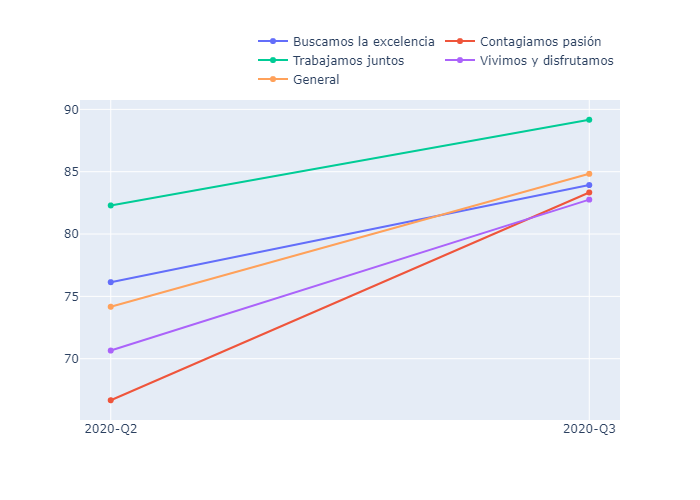 Buscamos la excelencia Contagiamos pasión
Trabajamos juntos Vivimos y disfrutamos
General
90
85
80
75
70
2020-Q2 2020-Q3